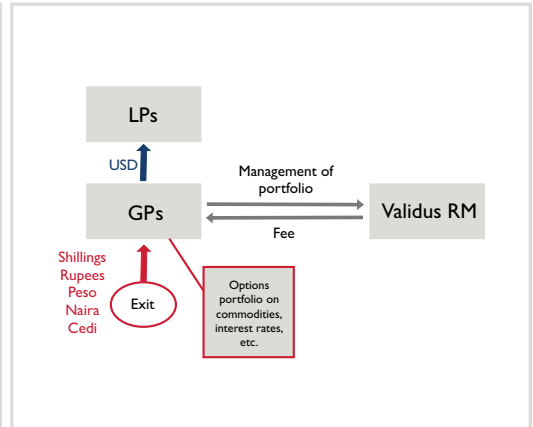 LPs
USD
Management of
portfolio
GPs
Validus RM
Fee
Shillings
Rupees
Peso
Naira
Cedi
Exit
Options
portfolio on
commodities,
interest rates,
etc.